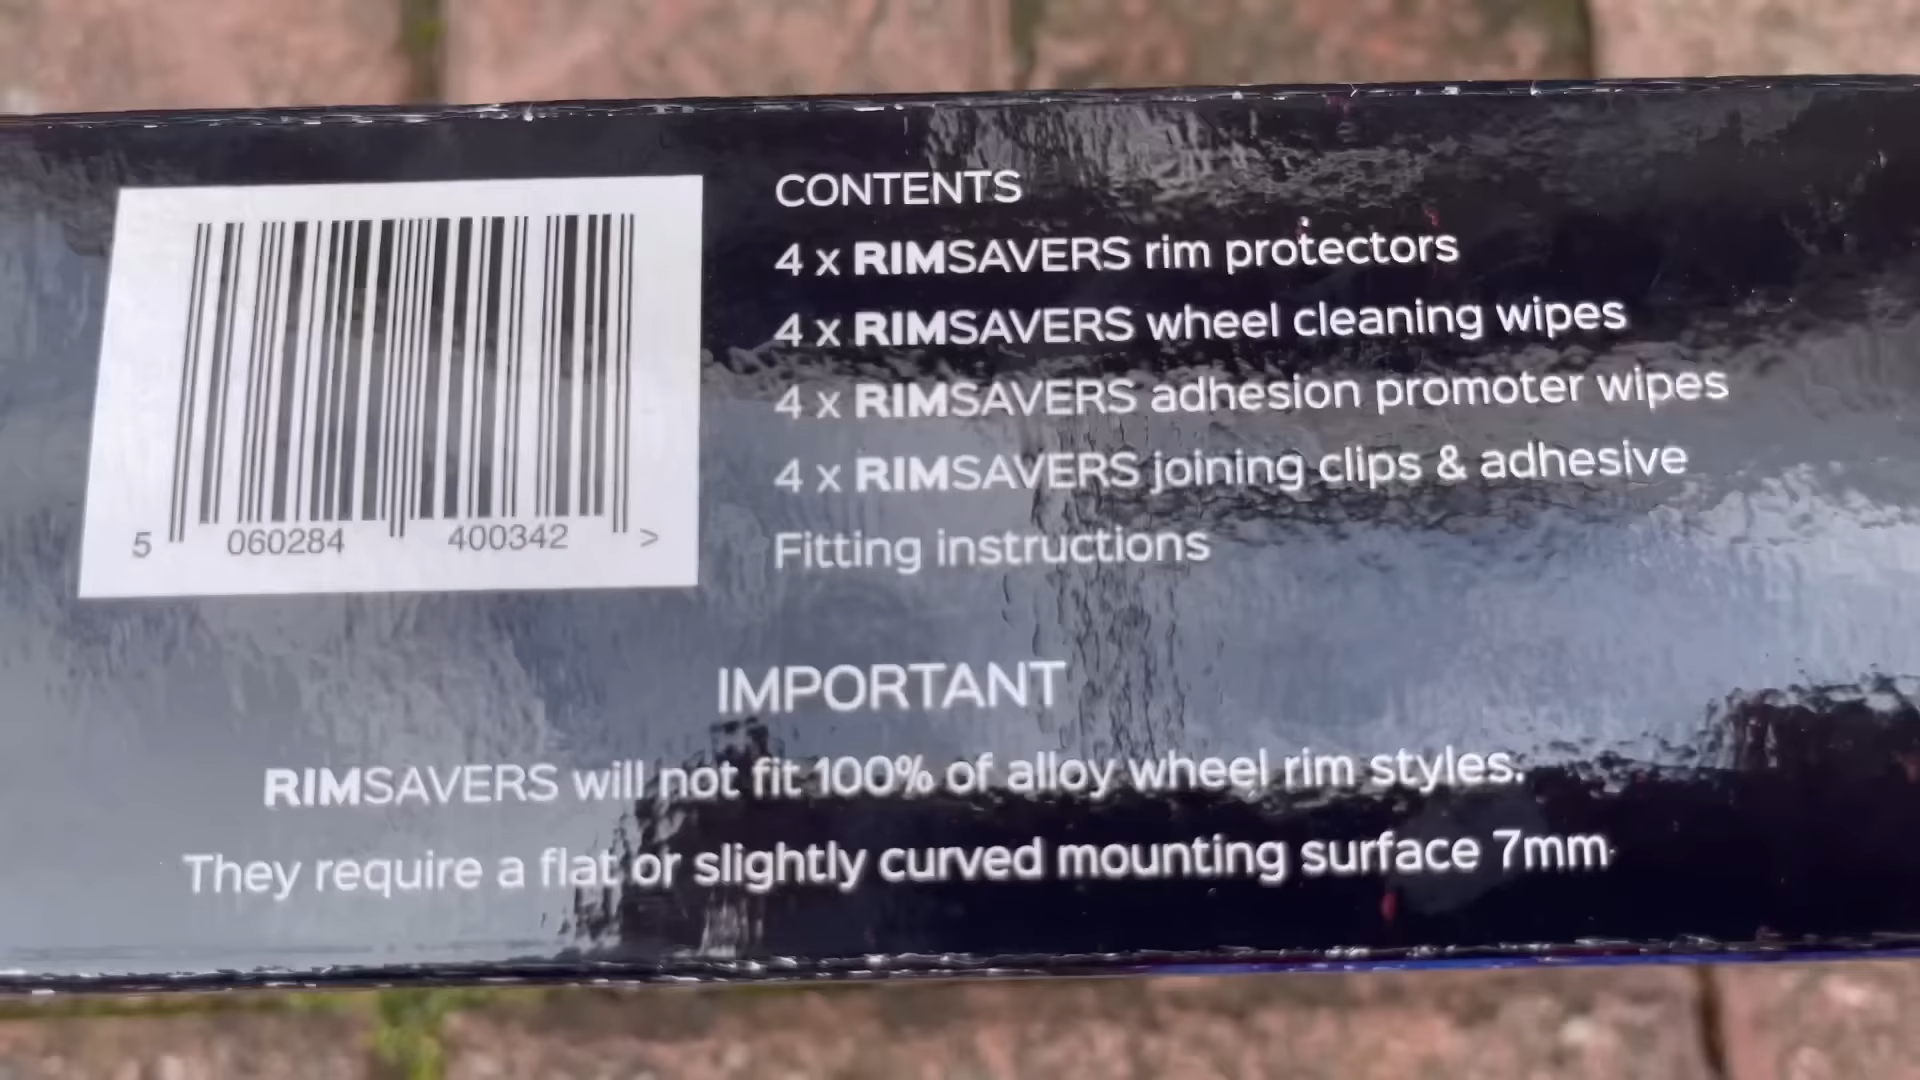 CONTENTS
4 x RIMSAVERS rim protectors
4 x RIMSAVERS wheel cleaning wipes
4 x RIMSAVERS adhesion promoter wipes
4 x RIMSAVERS joining clips & adhesive
Fitting instructions
5 060284 400342 >
IMPORTANT
RIMSAVERS will not fit 100% of alloy wheel rim styles.
They require a flat or slightly curved mounting surface 7mm